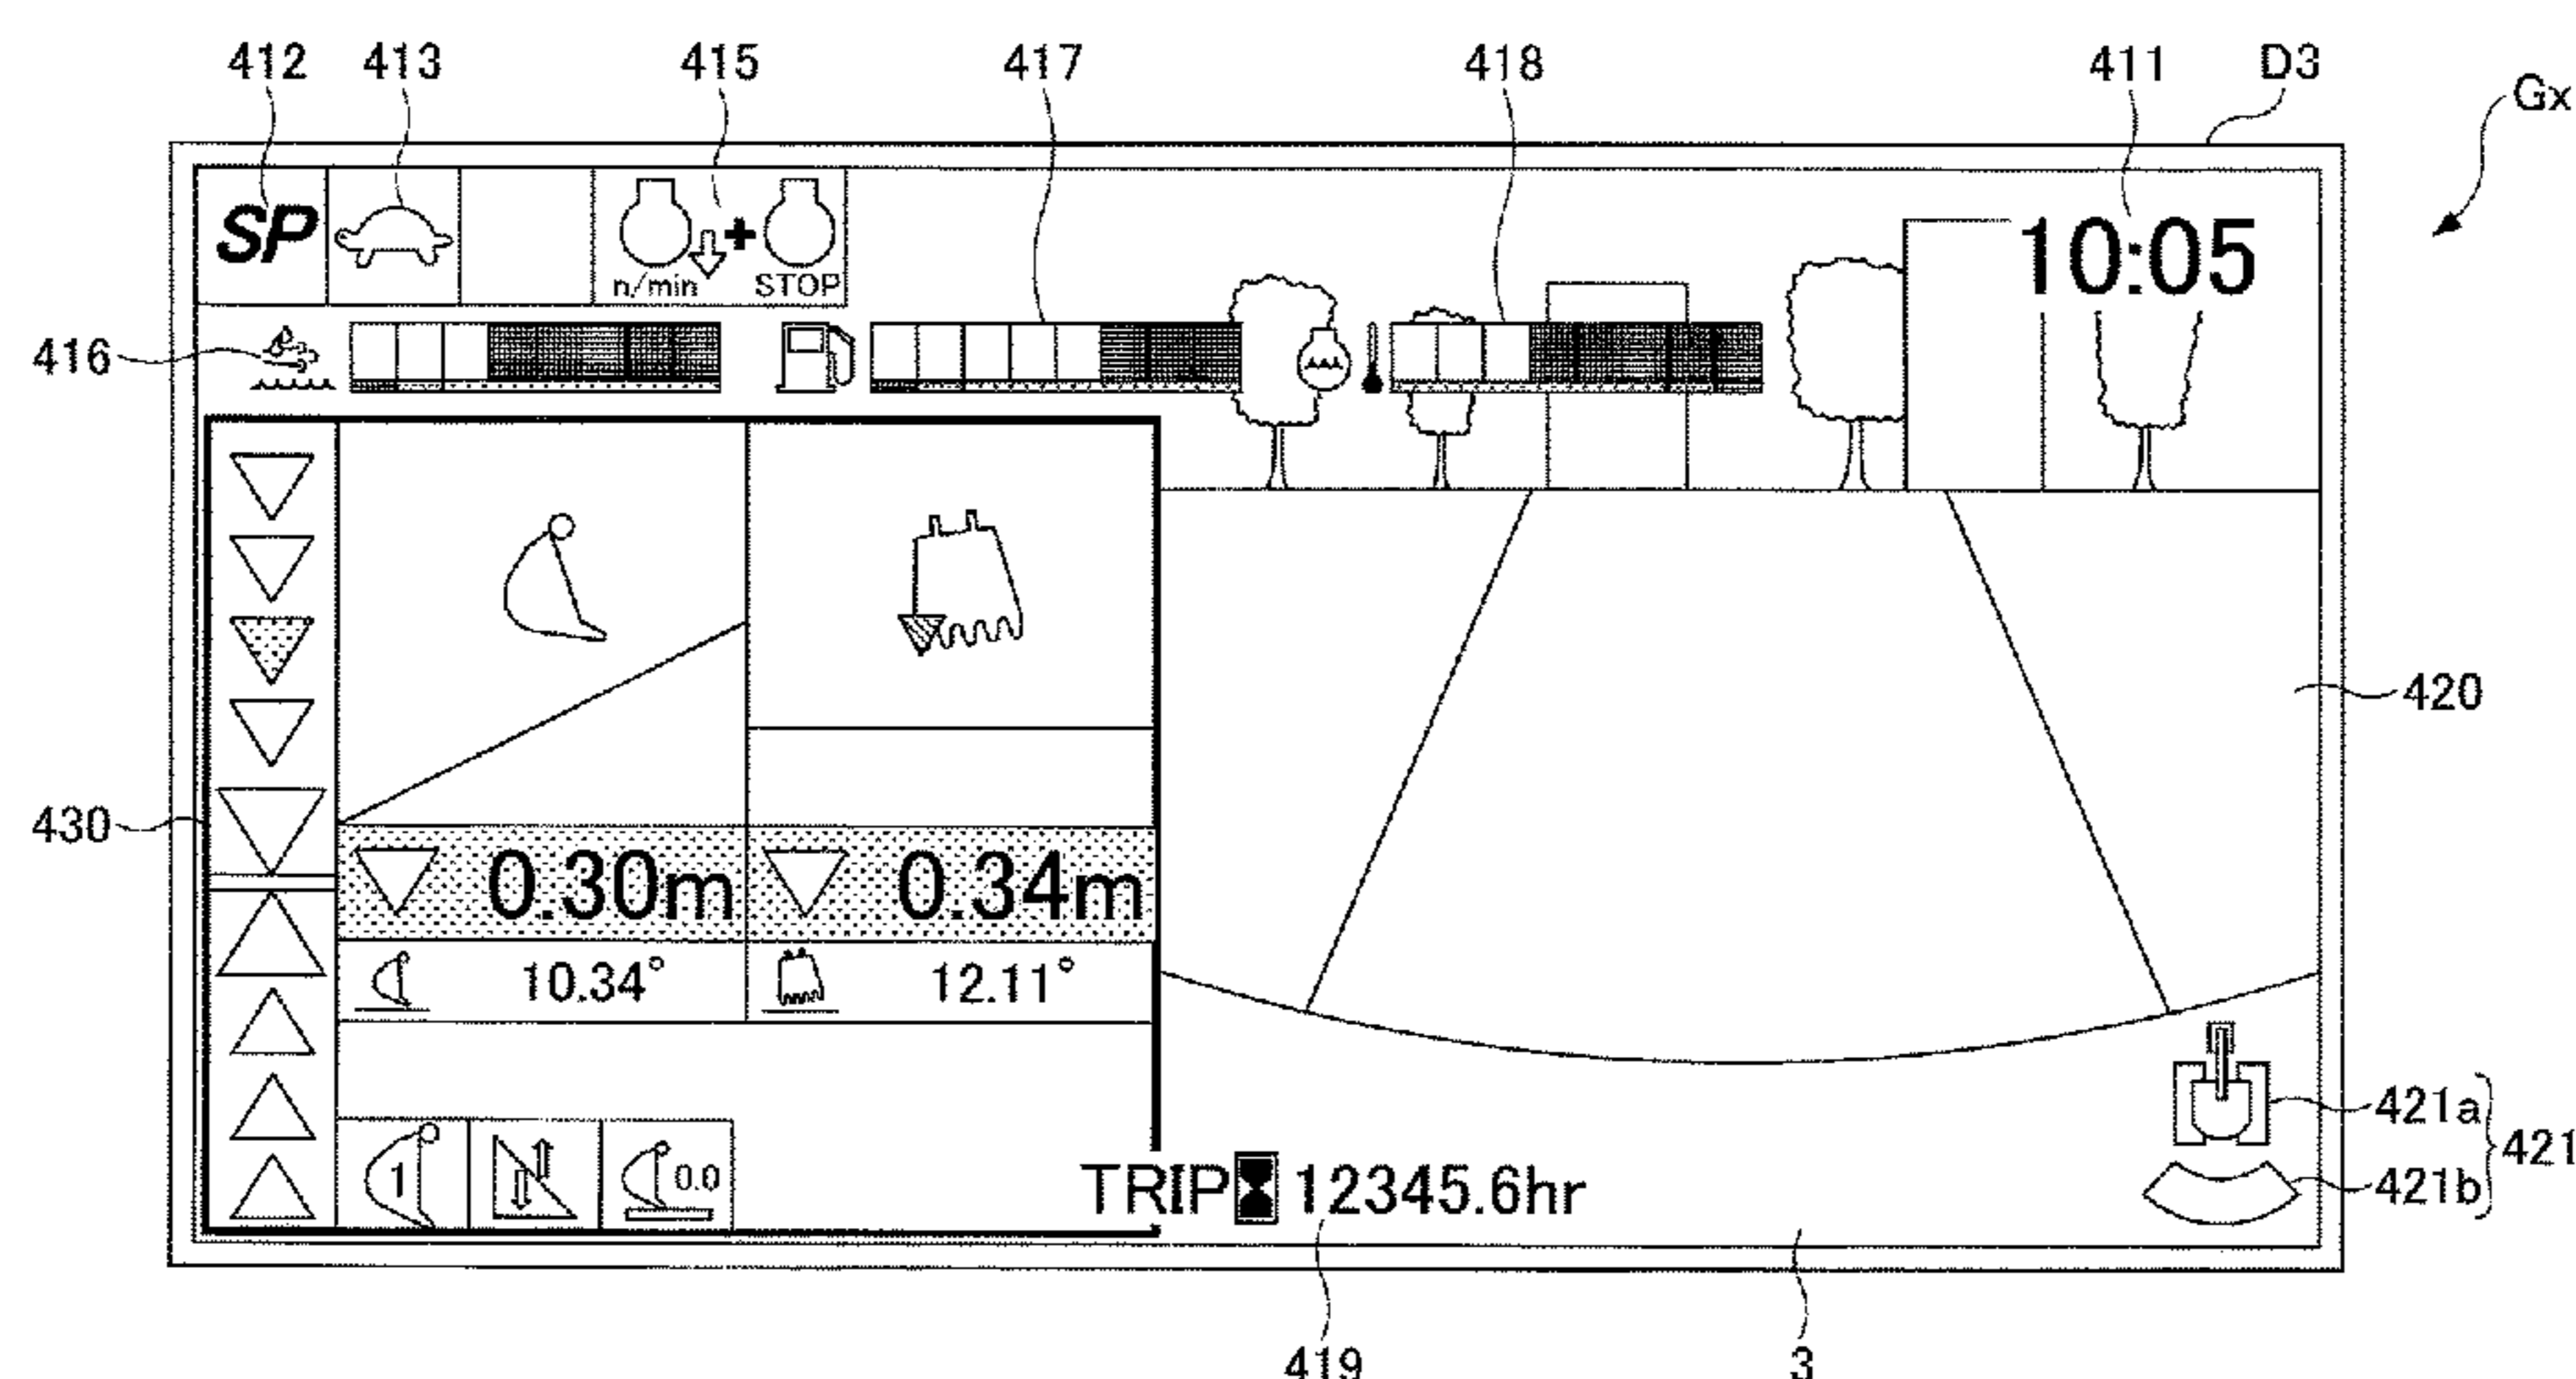 412 413 415 417 418 411 D3 Gx
SP n/min + STOP 10:05
416
420
430
0.30m 0.34m
10.34° 12.11°
421a
421
421b
1 0.0 TRIP 12345.6hr
419 3